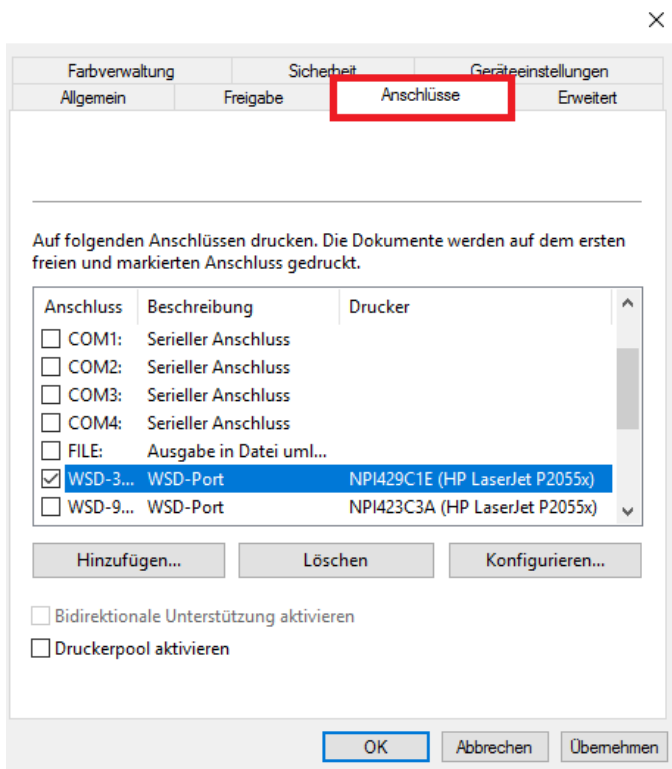 Farbverwaltung Sicherheit Geräteeinstellungen
Allgemein Freigabe Anschlüsse Erweitert
Auf folgenden Anschlüssen drucken. Die Dokumente werden auf dem ersten
freien und markierten Anschluss gedruckt.
Anschluss Beschreibung Drucker
COM1: Serieller Anschluss
COM2: Serieller Anschluss
COM3: Serieller Anschluss
COM4: Serieller Anschluss
FILE: Ausgabe in Datei uml...
WSD-3... WSD-Port NPI429C1E (HP LaserJet P2055x)
WSD-9... WSD-Port NPI423C3A (HP LaserJet P2055x)
Hinzufügen... Löschen Konfigurieren...
Bidirektionale Unterstützung aktivieren
Druckerpool aktivieren
OK Abbrechen Übernehmen